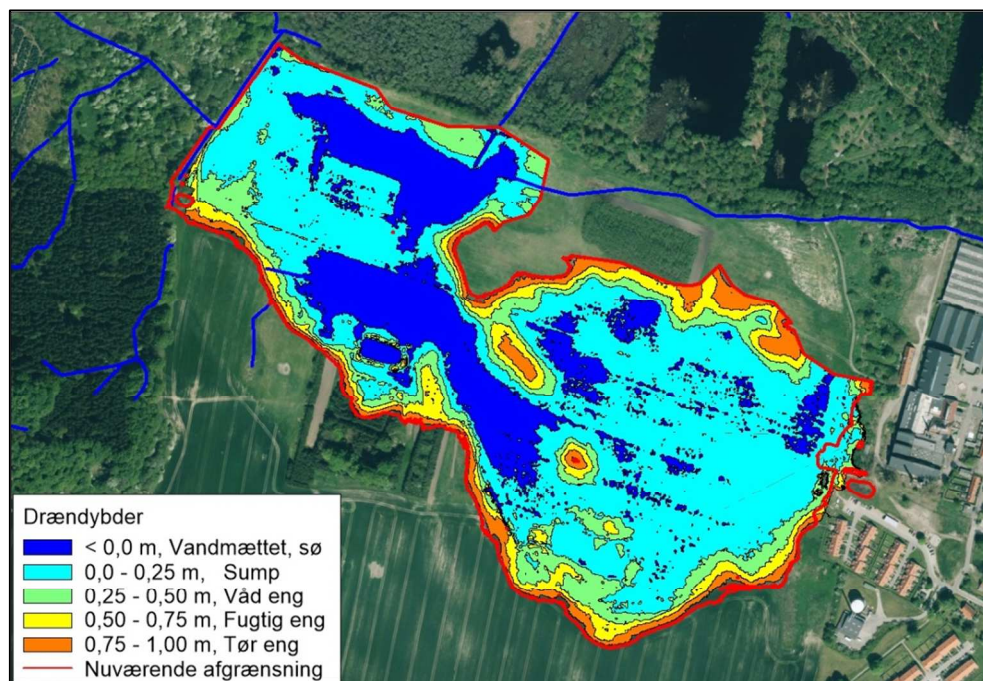 Drændybder
< 0,0 m, Vandmættet, sø
0,0 - 0,25 m, Sump
0,25 - 0,50 m, Våd eng
0,50 - 0,75 m, Fugtig eng
0,75 - 1,00 m, Tør eng
Nuværende afgrænsning